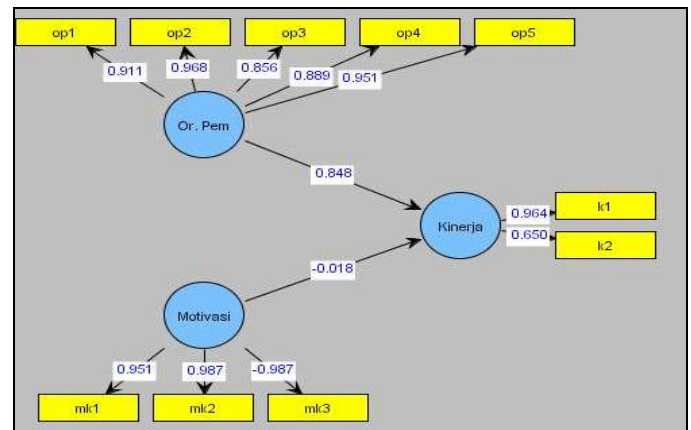 op1 op2 op3 op4 op5
0.911 0.968 0.856 0.889 0.951
Or. Pem
0.848
Kinerja
0.964 k1
0.650 k2
-0.018
Motivasi
0.951 0.987 -0.987
mk1 mk2 mk3